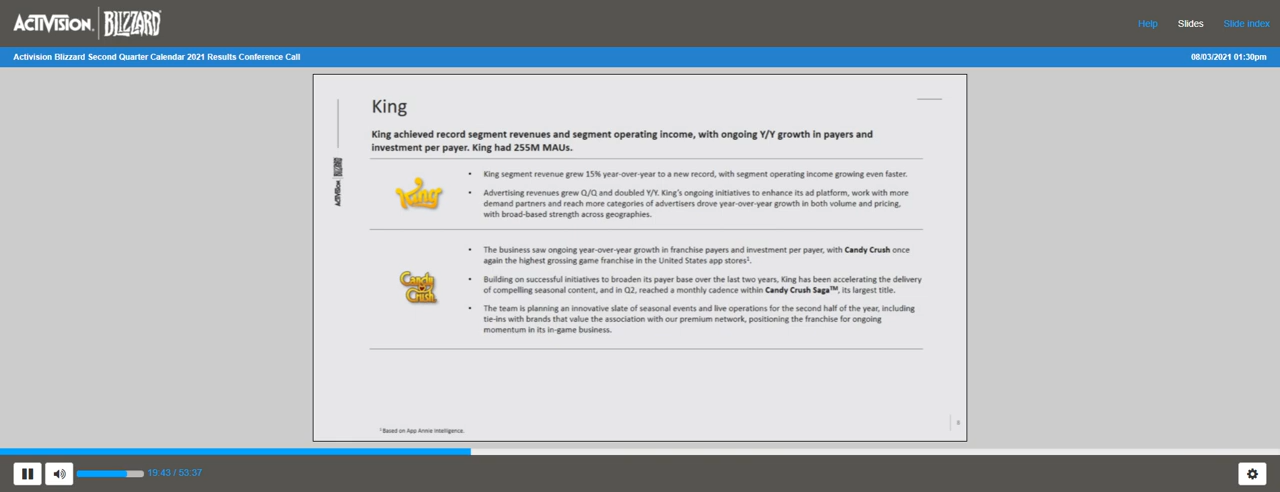 ACTIVISION. BLIZZARD
Help Slides Slide index
Activision Blizzard Second Quarter Calendar 2021 Results Conference Call 08/03/2021 01:30pm
King
King achieved record segment revenues and segment operating income, with ongoing Y/Y growth in payers and
investment per payer. King had 255M MAUs.
ACTIVISION BLIZZARD
King
• King segment revenue grew 15% year-over-year to a new record, with segment operating income growing even faster.
• Advertising revenues grew Q/Q and doubled Y/Y. King's ongoing initiatives to enhance its ad platform, work with more
demand partners and reach more categories of advertisers drove year-over-year growth in both volume and pricing,
with broad-based strength across geographies.
Candy
Crush
• The business saw ongoing year-over-year growth in franchise payers and investment per payer, with Candy Crush once
again the highest grossing game franchise in the United States app stores¹.
• Building on successful initiatives to broaden its payer base over the last two years, King has been accelerating the delivery
of compelling seasonal content, and in Q2, reached a monthly cadence within Candy Crush Saga™, its largest title.
• The team is planning an innovative slate of seasonal events and live operations for the second half of the year, including
tie-ins with brands that value the association with our premium network, positioning the franchise for ongoing
momentum in its in-game business.
¹ Based on App Annie Intelligence.
19:43 / 53:37